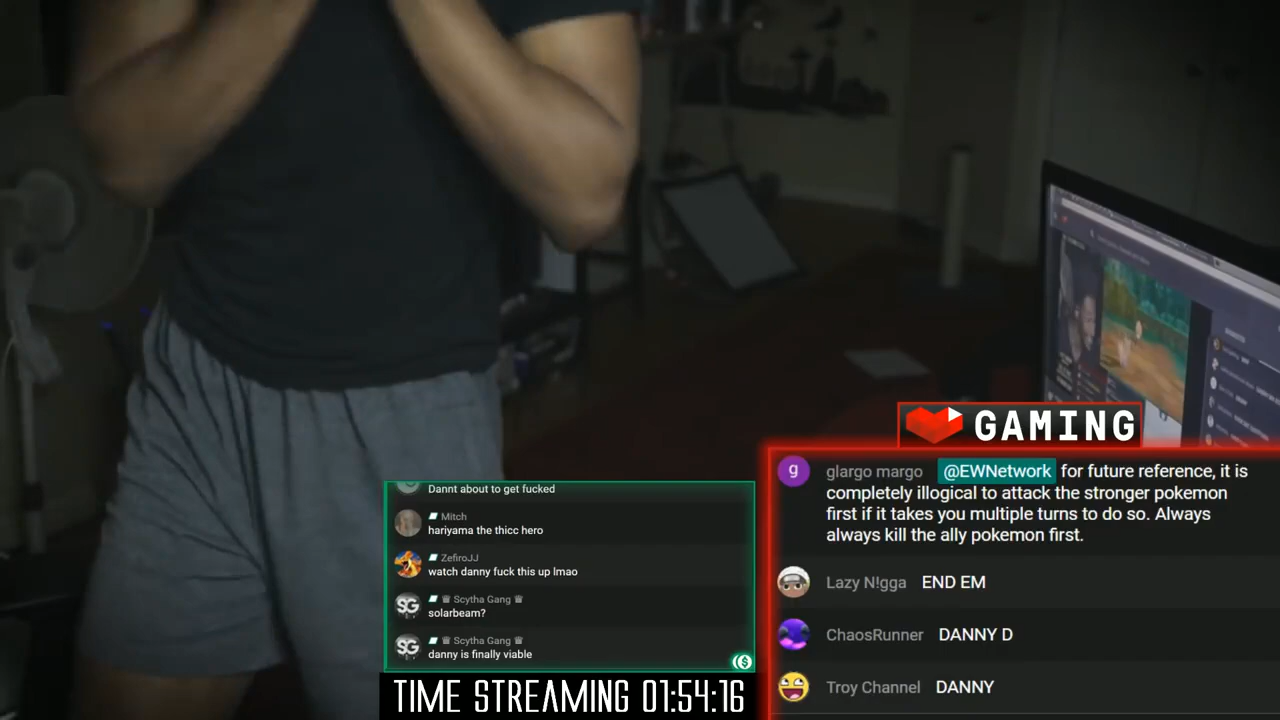 GAMING
glargo margo @EWNetwork for future reference, it is
completely illogical to attack the stronger pokemon
first if it takes you multiple turns to do so. Always
always kill the ally pokemon first.
Lazy N!gga END EM
ChaosRunner DANNY D
Troy Channel DANNY
Dannt about to get fucked
Mitch
hariyama the thicc hero
ZefiroJJ
watch danny fuck this up lmao
SG Scytha Gang
solarbeam?
SG Scytha Gang
danny is finally viable
TIME STREAMING 01:54:16